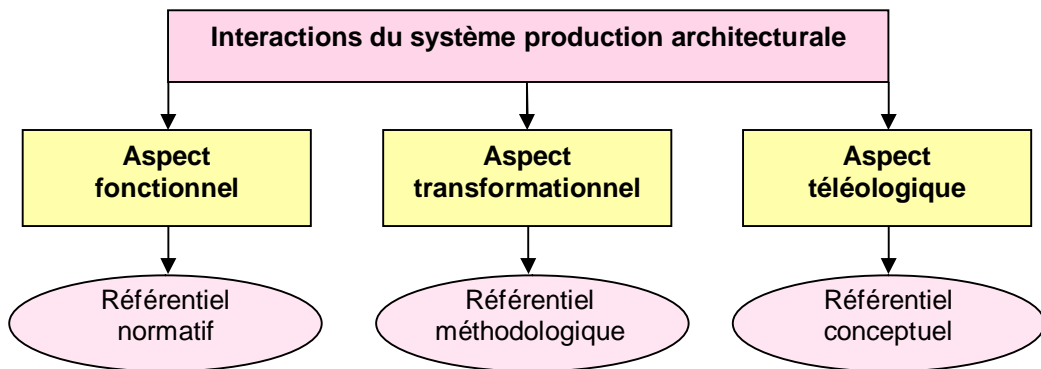 Interactions du système production architecturale
Aspect
fonctionnel
Aspect
transformationnel
Aspect
téléologique
Référentiel
normatif
Référentiel
méthodologique
Référentiel
conceptuel